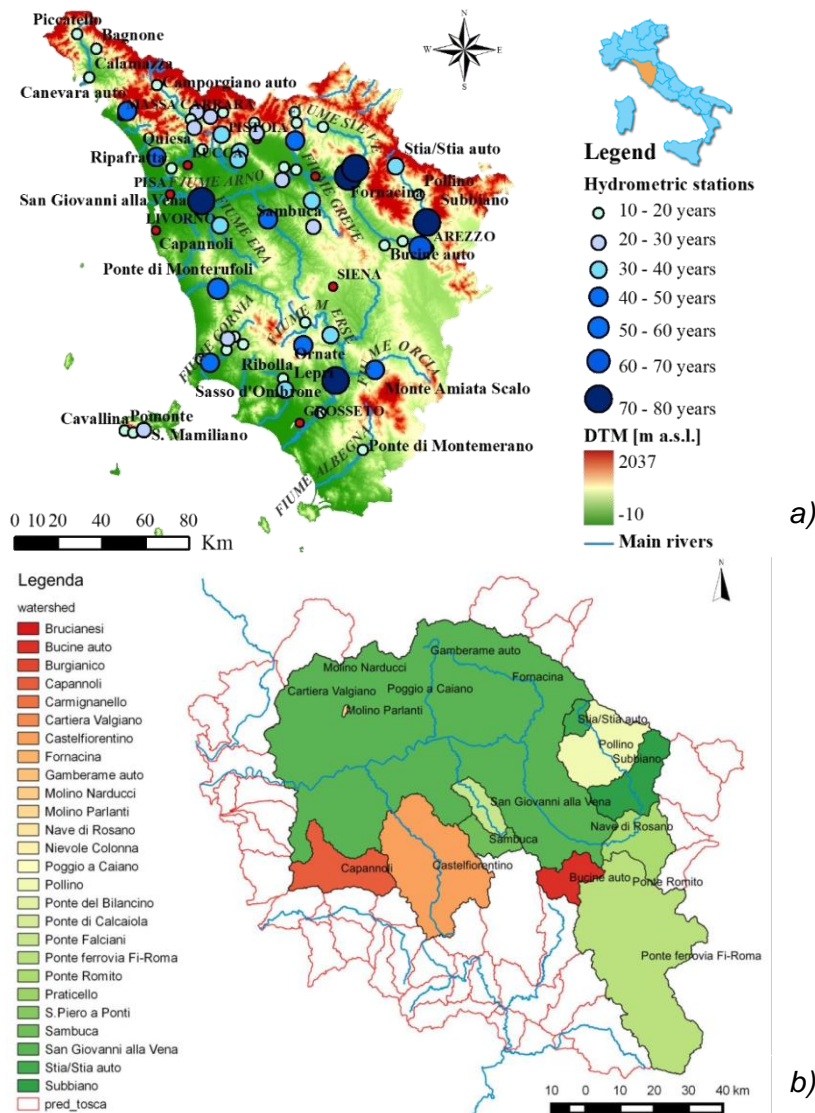 Piccatello
Bagnone
Calamazza
Camporgiano auto
Canevara auto
MASSA CARRARA
PISTOIA
FIUME SIEVE
Quiesa
Ripafratta
LUCCA
Stia/Stia auto
PISA
FIUME ARNO
Pollino
Subbiano
San Giovanni alla Vena
Fornacina
FIUME GREVE
LIVORNO
FIUME ERA
Sambuca
AREZZO
Capannoli
Bucine auto
Ponte di Monterufoli
SIENA
FIUME CORNIA
FIUME MERSE
FIUME ORCIA
Ornate
Ribolla
Lepri
Sasso d'Ombrone
Monte Amiata Scalo
GROSSETO
Cavallina
Pomonte
S. Mamiliano
Ponte di Montemerano
FIUME ALBEGNA
0 10 20 40 60 80
Km
N
W
E
S
Legend
Hydrometric stations
10 - 20 years
20 - 30 years
30 - 40 years
40 - 50 years
50 - 60 years
60 - 70 years
70 - 80 years
DTM [m a.s.l.]
2037
-10
Main rivers
a)
Legenda
watershed
Brucianesi
Bucine auto
Burgianico
Capannoli
Carmignanello
Cartiera Valgiano
Castelfiorentino
Fornacina
Gamberame auto
Molino Narducci
Molino Parlanti
Nave di Rosano
Nievole Colonna
Poggio a Caiano
Pollino
Ponte del Bilancino
Ponte di Calcaiola
Ponte Falciani
Ponte ferrovia Fi-Roma
Ponte Romito
Praticello
S.Piero a Ponti
Sambuca
San Giovanni alla Vena
Stia/Stia auto
Subbiano
pred_tosca
N
Gamberame auto
Molino Narducci
Fornacina
Cartiera Valgiano
Poggio a Caiano
Molino Parlanti
Stia/Stia auto
Pollino
Subbiano
San Giovanni alla Vena
Nave di Rosano
Sambuca
Capannoli
Castelfiorentino
Bucine auto
Ponte Romito
Ponte ferrovia Fi-Roma
10 0 10 20 30 40 km
b)